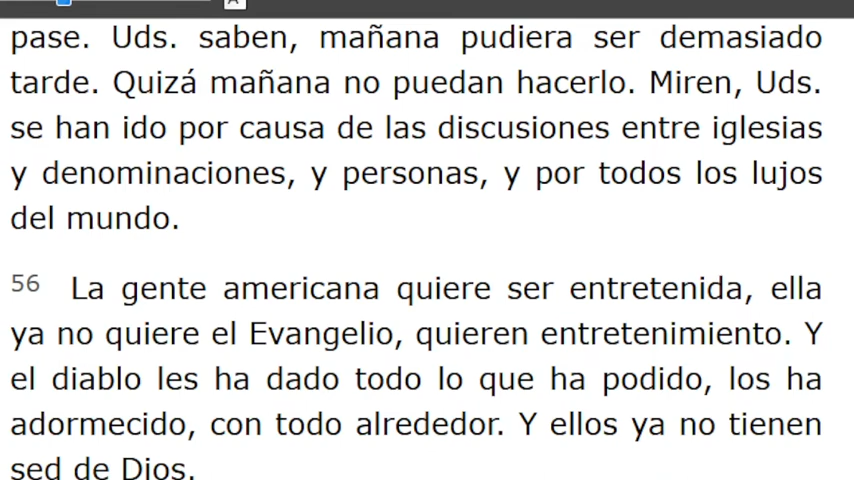 pase. Uds. saben, mañana pudiera ser demasiado
tarde. Quizá mañana no puedan hacerlo. Miren, Uds.
se han ido por causa de las discusiones entre iglesias
y denominaciones, y personas, y por todos los lujos
del mundo.
56 La gente americana quiere ser entretenida, ella
ya no quiere el Evangelio, quieren entretenimiento. Y
el diablo les ha dado todo lo que ha podido, los ha
adormecido, con todo alrededor. Y ellos ya no tienen
sed de Dios.